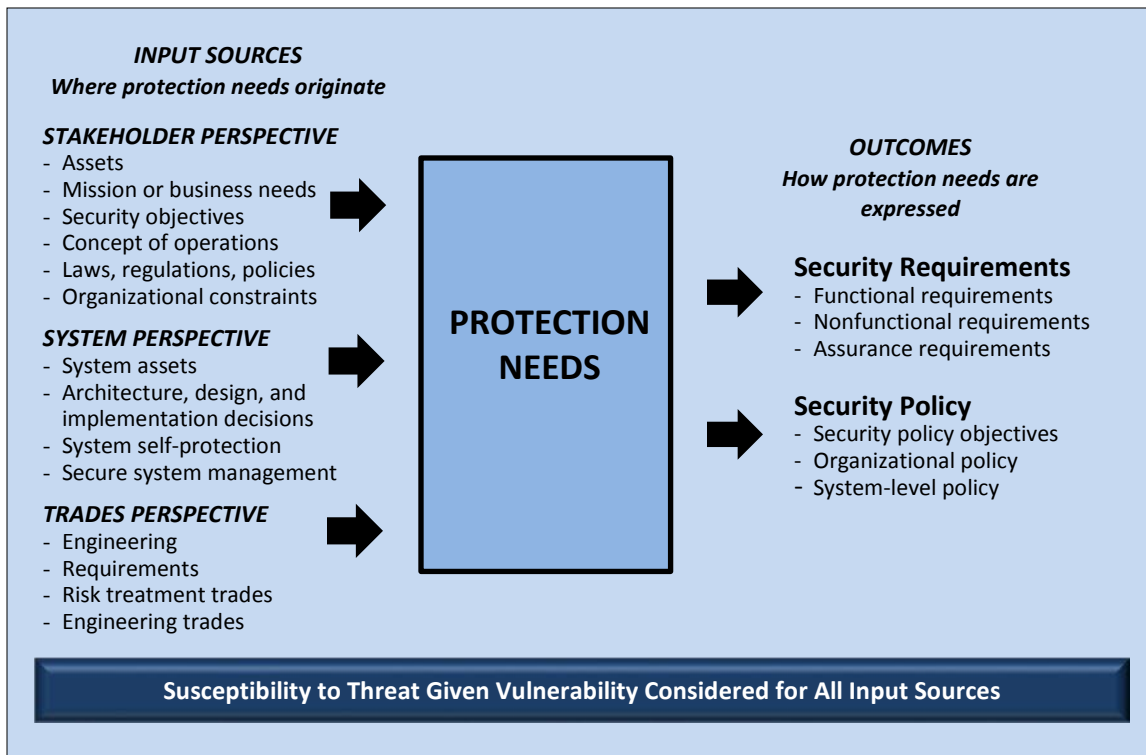 INPUT SOURCES
Where protection needs originate
STAKEHOLDER PERSPECTIVE
- Assets
- Mission or business needs
- Security objectives
- Concept of operations
- Laws, regulations, policies
- Organizational constraints
SYSTEM PERSPECTIVE
- System assets
- Architecture, design, and
implementation decisions
- System self-protection
- Secure system management
TRADES PERSPECTIVE
- Engineering
- Requirements
- Risk treatment trades
- Engineering trades
PROTECTION
NEEDS
OUTCOMES
How protection needs are
expressed
Security Requirements
- Functional requirements
- Nonfunctional requirements
- Assurance requirements
Security Policy
- Security policy objectives
- Organizational policy
- System-level policy
Susceptibility to Threat Given Vulnerability Considered for All Input Sources